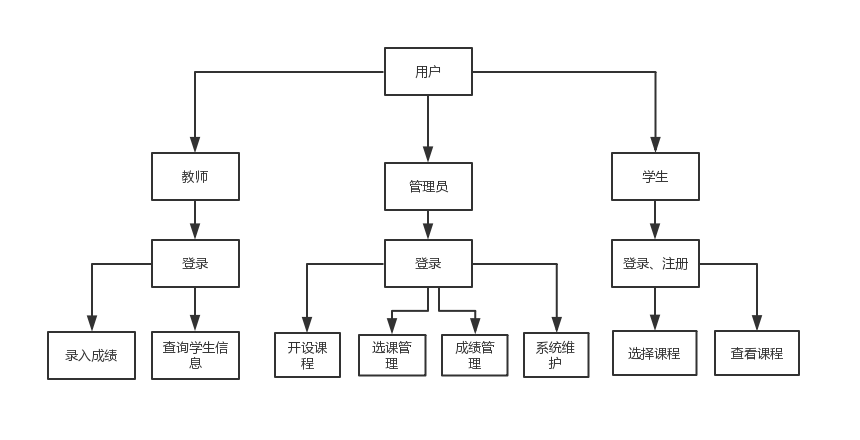 用户
教师
管理员
学生
登录
登录
登录、注册
录入成绩
查询学生信
息
开设课
程
选课管
理
成绩管
理
系统维
护
选择课程
查看课程